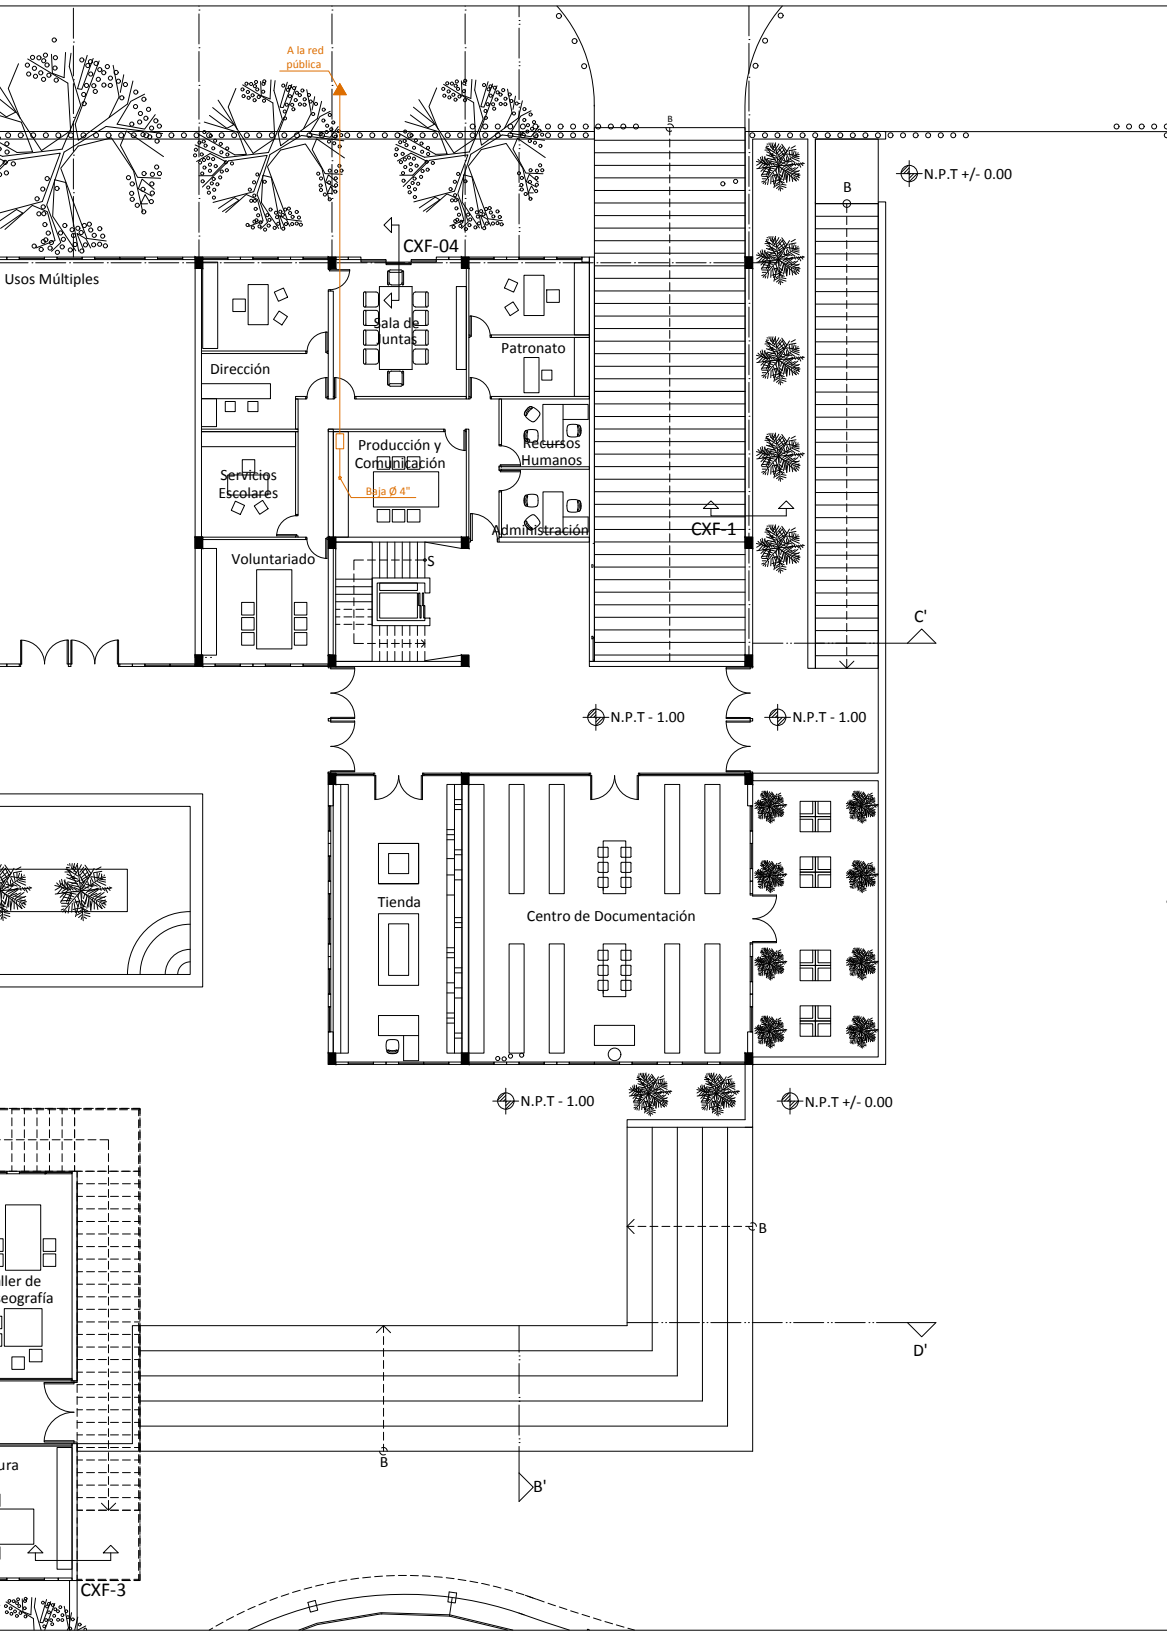 A la red
pública
B
N.P.T +/- 0.00
B
CXF-04
Usos Múltiples
Sala de
Juntas
Patronato
Dirección
Producción y
Comunicación
Recursos
Humanos
Servicios
Escolares
Baja Ø 4"
Administración
CXF-1
Voluntariado
S
C'
N.P.T - 1.00
N.P.T - 1.00
Tienda
Centro de Documentación
N.P.T - 1.00
N.P.T +/- 0.00
B
ller de
eografía
D'
B
ura
B'
CXF-3